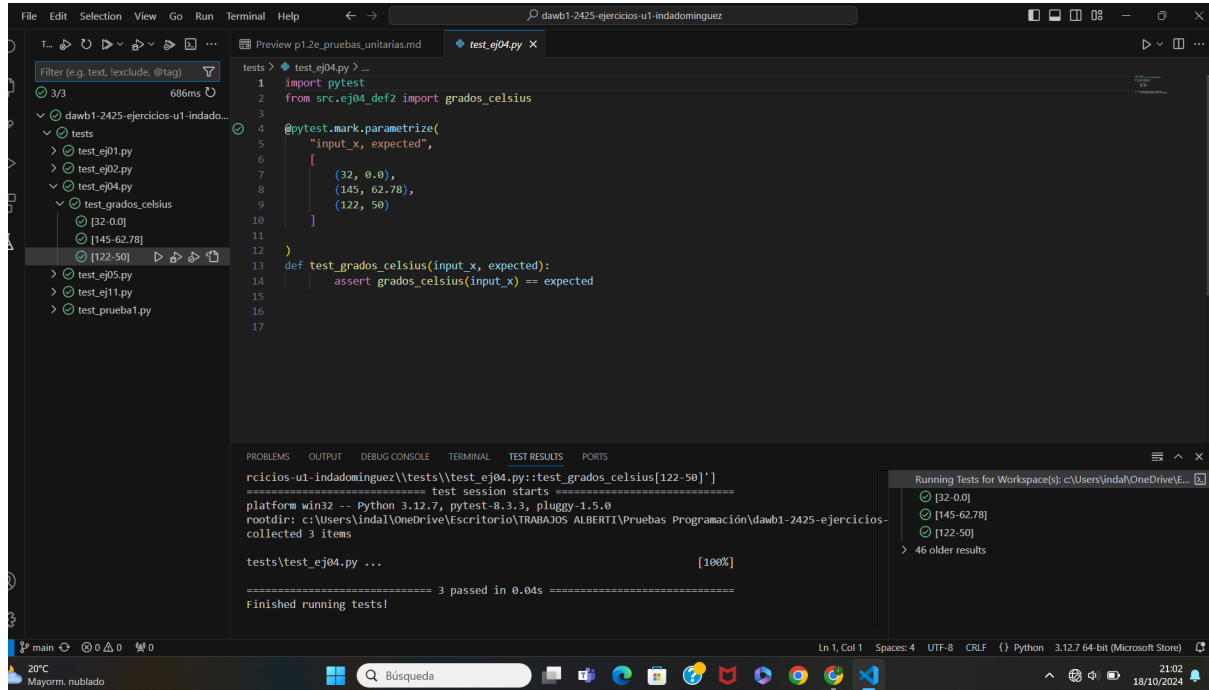 File Edit Selection View Go Run Terminal Help
dawb1-2425-ejercicios-u1-indadominguez
T...
Filter (e.g. text, !exclude, @tag)
3/3 686ms
dawb1-2425-ejercicios-u1-indado...
tests
test_ej01.py
test_ej02.py
test_ej04.py
test_grados_celsius
[32-0.0]
[145-62.78]
[122-50]
test_ej05.py
test_ej11.py
test_prueba1.py
Preview p1.2e_pruebas_unitarias.md test_ej04.py
tests > test_ej04.py > ...
1 import pytest
2 from src.ej04_def2 import grados_celsius
3
4 @pytest.mark.parametrize(
5 "input_x, expected",
6 [
7 (32, 0.0),
8 (145, 62.78),
9 (122, 50)
10 ]
11
12 )
13 def test_grados_celsius(input_x, expected):
14 assert grados_celsius(input_x) == expected
15
16
17
PROBLEMS OUTPUT DEBUG CONSOLE TERMINAL TEST RESULTS PORTS
rcicios-u1-indadominguez\\tests\\test_ej04.py::test_grados_celsius[122-50]']
============================= test session starts =============================
platform win32 -- Python 3.12.7, pytest-8.3.3, pluggy-1.5.0
rootdir: c:\Users\indal\OneDrive\Escritorio\TRABAJOS ALBERTI\Pruebas Programación\dawb1-2425-ejercicios-
collected 3 items
tests\test_ej04.py ... [100%]
============================== 3 passed in 0.04s ==============================
Finished running tests!
Running Tests for Workspace(s): c:\Users\indal\OneDrive\E...
[32-0.0]
[145-62.78]
[122-50]
46 older results
main 0 0 0 Ln 1, Col 1 Spaces: 4 UTF-8 CRLF {} Python 3.12.7 64-bit (Microsoft Store)
20°C
Mayorm. nublado
Búsqueda
21:02
18/10/2024